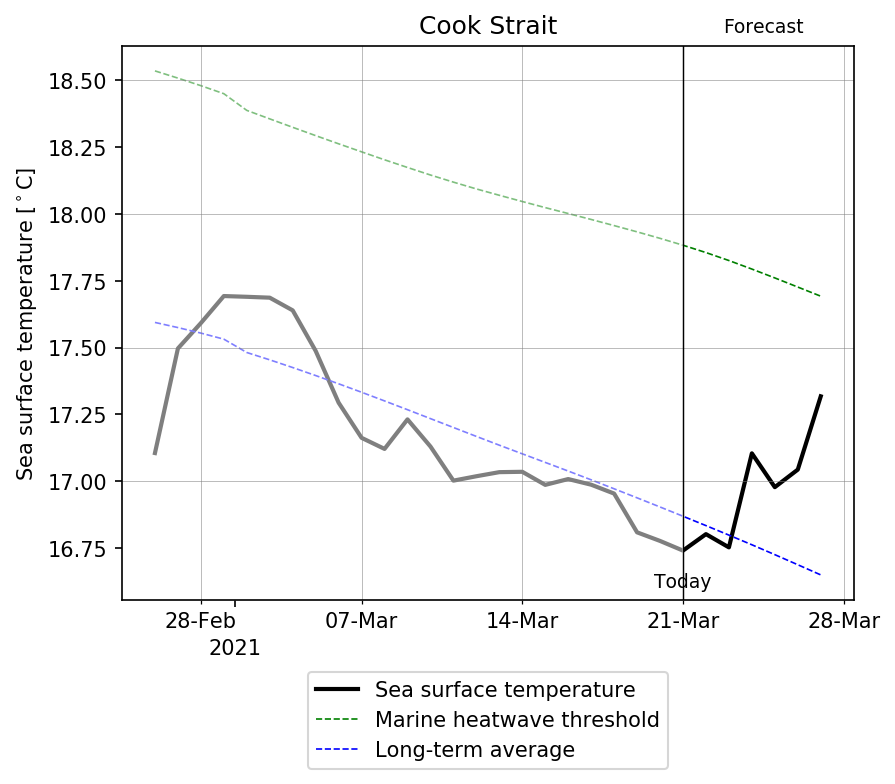 Cook Strait
Forecast
Sea surface temperature [°C]
18.50
18.25
18.00
17.75
17.50
17.25
17.00
16.75
Today
28-Feb
07-Mar
14-Mar
21-Mar
28-Mar
2021
Sea surface temperature
Marine heatwave threshold
Long-term average